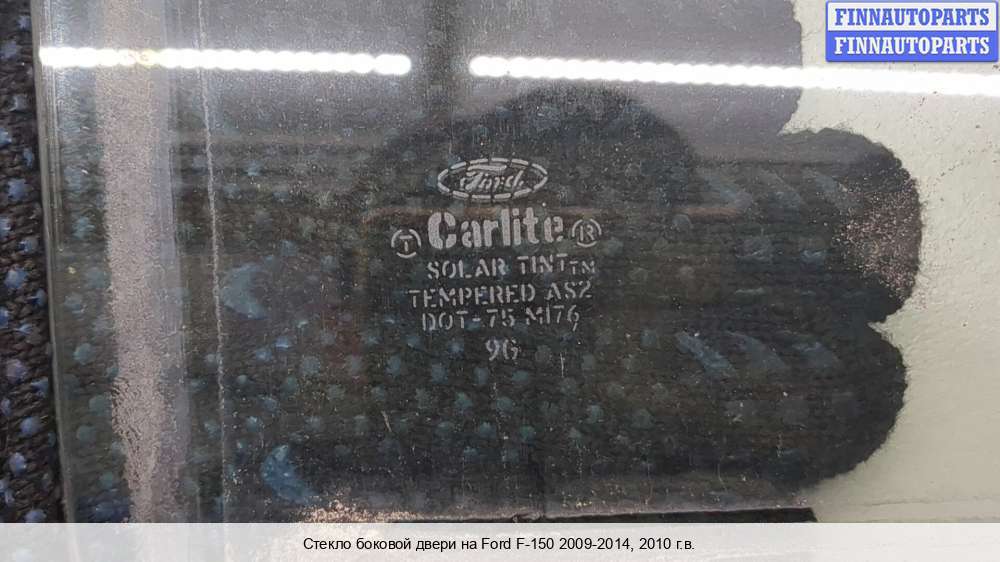 FINNAUTOPARTS
FINNAUTOPARTS
Ford
T Carlite R
SOLAR TINT TM
TEMPERED AS2
DOT-75 M176
9G
Стекло боковой двери на Ford F-150 2009-2014, 2010 г.в.